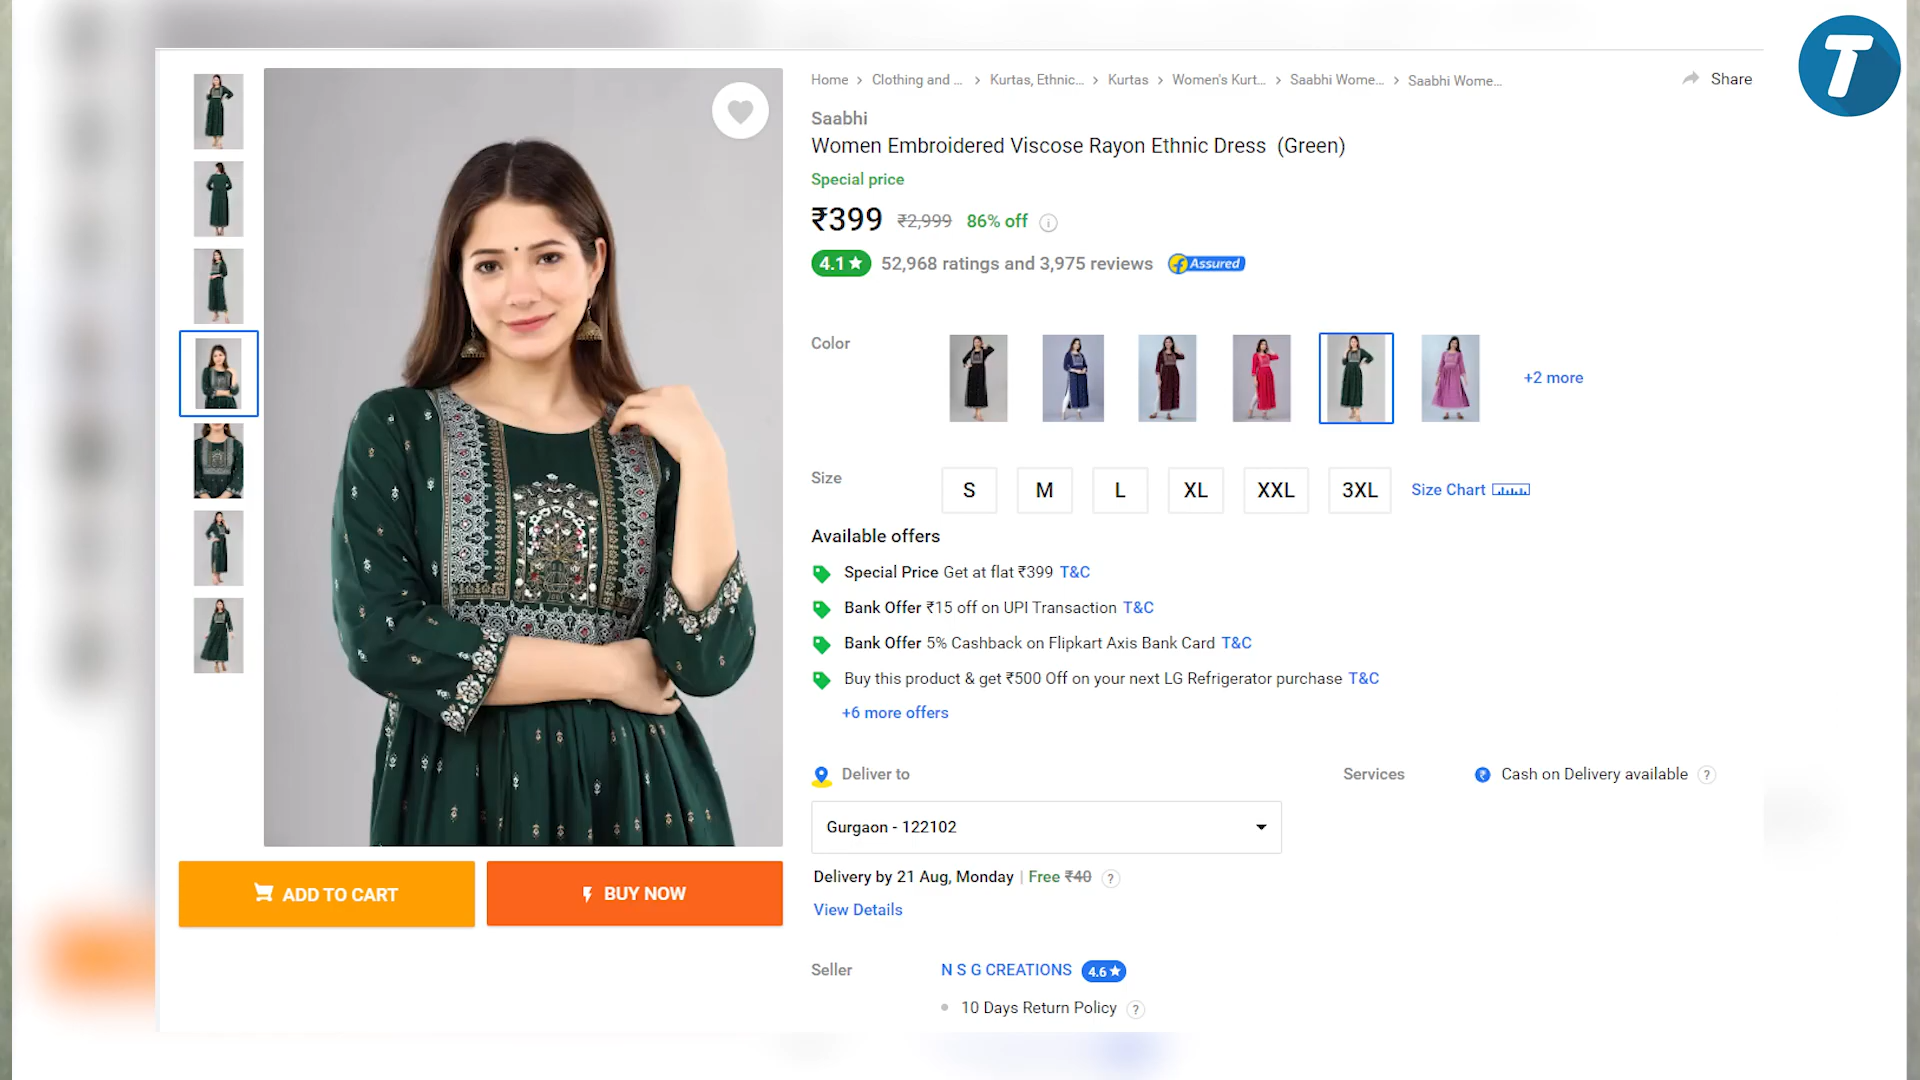 T
Home > Clothing and ... > Kurtas, Ethnic... > Kurtas > Women's Kurt... > Saabhi Wome... > Saabhi Wome...
Share
Saabhi
Women Embroidered Viscose Rayon Ethnic Dress (Green)
Special price
₹399 ₹2,999 86% off i
4.1★ 52,968 ratings and 3,975 reviews f Assured
Color
+2 more
Size
S M L XL XXL 3XL Size Chart
Available offers
Special Price Get at flat ₹399 T&C
Bank Offer ₹15 off on UPI Transaction T&C
Bank Offer 5% Cashback on Flipkart Axis Bank Card T&C
Buy this product & get ₹500 Off on your next LG Refrigerator purchase T&C
+6 more offers
Deliver to
Services
₹ Cash on Delivery available ?
Gurgaon - 122102
Delivery by 21 Aug, Monday | Free ₹40 ?
View Details
ADD TO CART
BUY NOW
Seller
N S G CREATIONS 4.6★
10 Days Return Policy ?